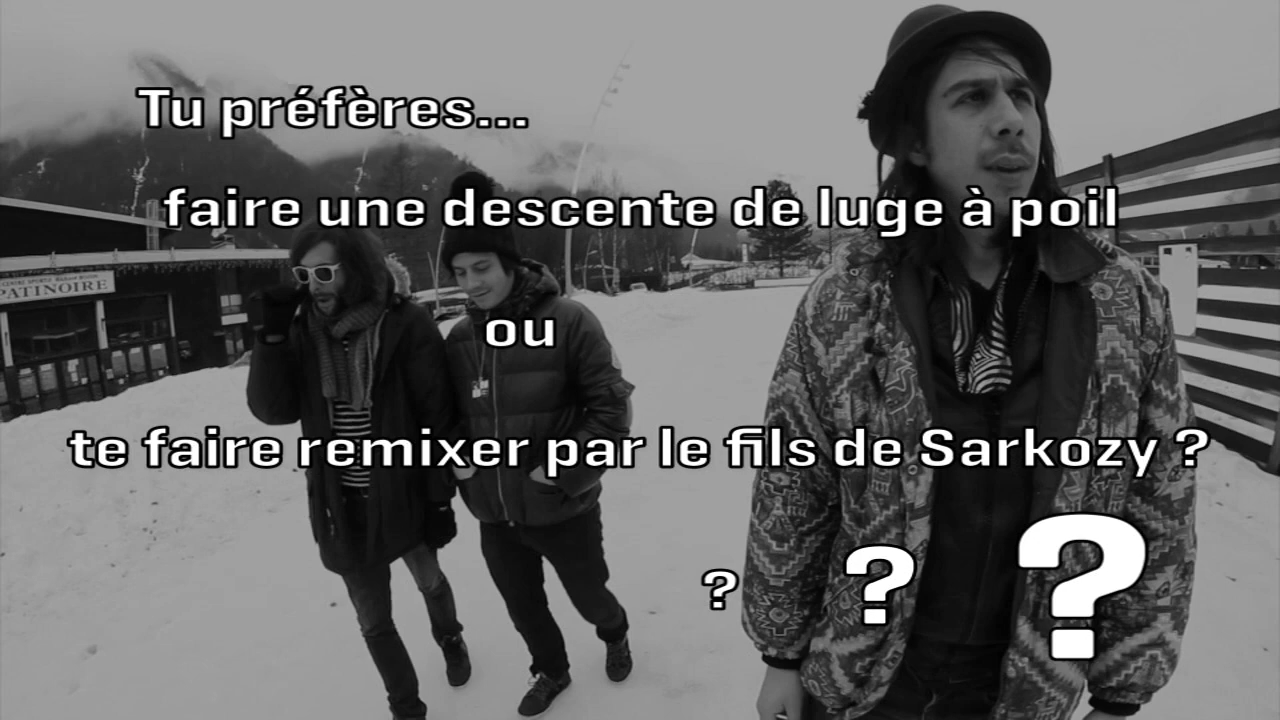 Tu préfères...
faire une descente de luge à poil
ou
te faire remixer par le fils de Sarkozy ?
? ? ?
PATINOIRE